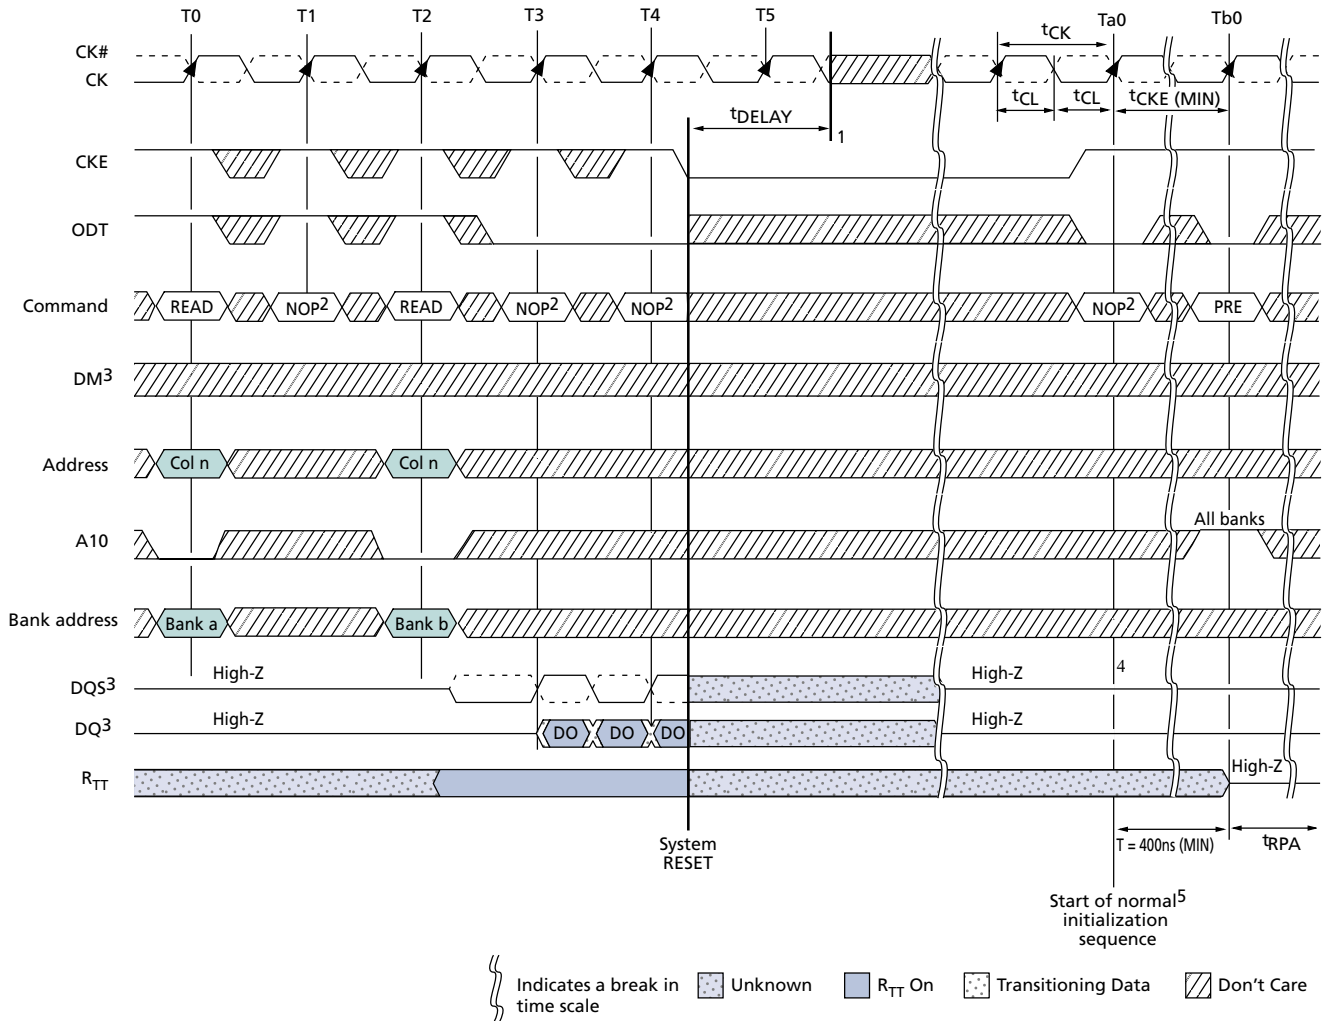 T0 T1 T2 T3 T4 T5 Ta0 Tb0
tCK
CK#
CK
tCL tCL tCKE (MIN)
tDELAY
1
CKE
ODT
Command READ NOP2 READ NOP2 NOP2 NOP2 PRE
DM3
Address Col n Col n
All banks
A10
Bank address Bank a Bank b
High-Z High-Z 4
DQS3
High-Z High-Z
DQ3 DO DO DO
High-Z
RTT
System
RESET
T = 400ns (MIN) tRPA
Start of normal5
initialization
sequence
Indicates a break in
time scale
Unknown
RTT On
Transitioning Data
Don't Care